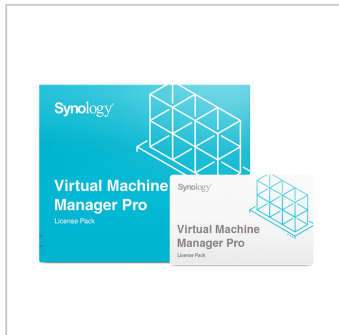 Synology
Virtual Machine
Manager Pro
License Pack
Synology
Virtual Machine
Manager Pro
License Pack